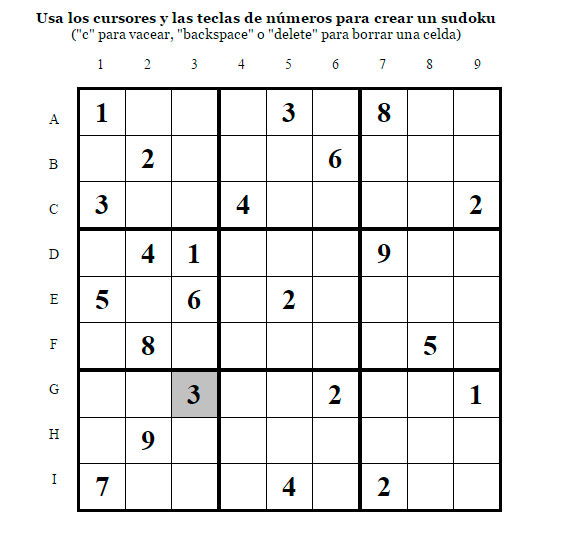 Usa los cursores y las teclas de números para crear un sudoku
("c" para vacear, "backspace" o "delete" para borrar una celda)
1 2 3 4 5 6 7 8 9
A 1 3 8
B 2 6
C 3 4 2
D 4 1 9
E 5 6 2
F 8 5
G 3 2 1
H 9
I 7 4 2